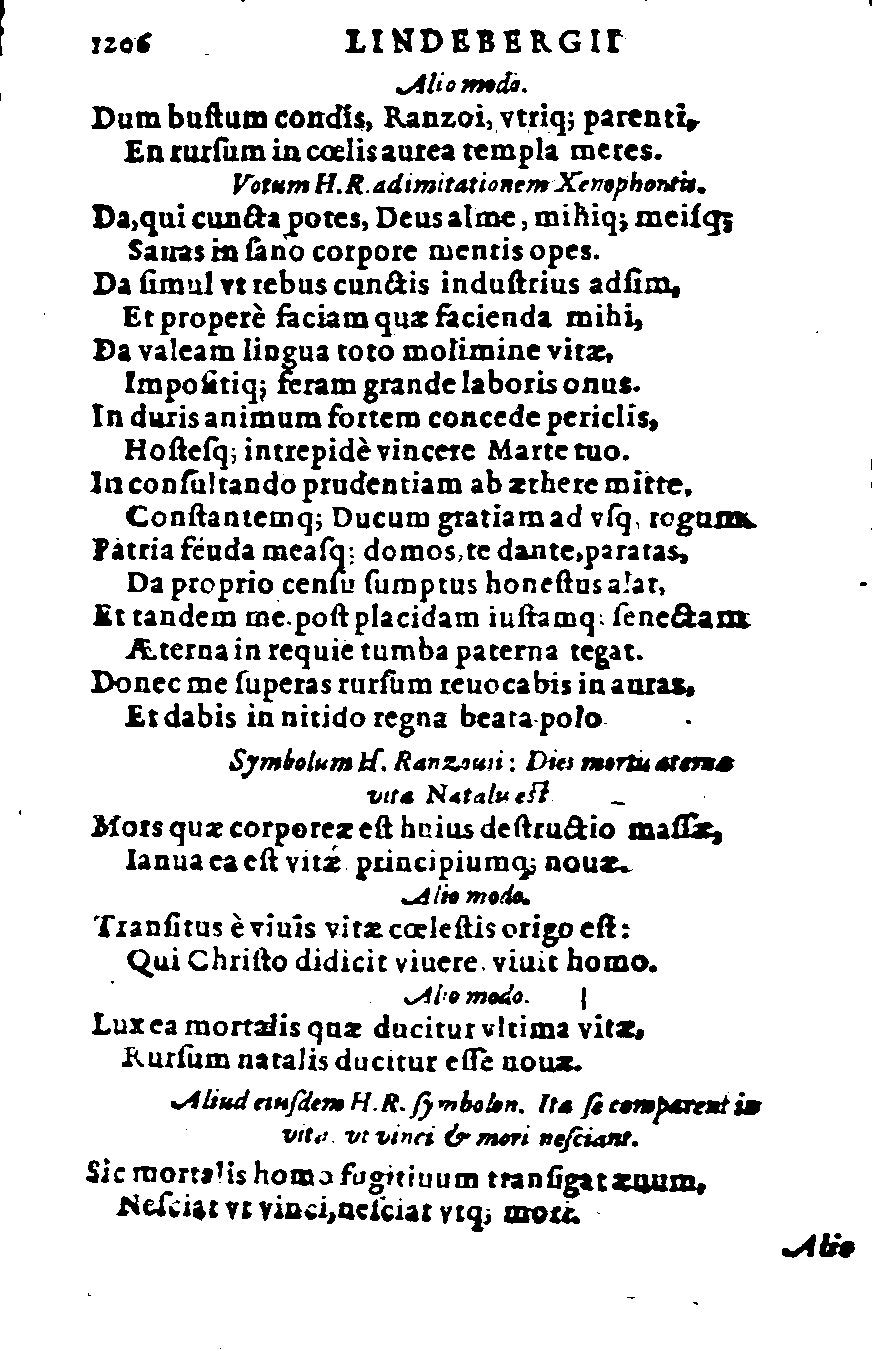 1206 LINDEBERGII
Alio modo.
Dum buſtum condis, Ranzoi, vtriq; parenti,
En rurſum in cœlis aurea templa meres.
Votum H.R. ad imitationem Xenophontis.
Da, qui cuncta potes, Deus alme, mihiq; meiſq;
Sanas in ſano corpore mentis opes.
Da ſimul vt rebus cunctis induſtrius adſim,
Et properè faciam quæ facienda mihi,
Da valeam lingua toto molimine vitæ,
Impoſitiq; feram grande laboris onus.
In duris animum fortem concede periclis,
Hoſteſq; intrepidè vincere Marte tuo.
In conſultando prudentiam ab æthere mitte,
Conſtantemq; Ducum gratiam ad vſq, rogum.
Patria feuda meaſq; domos, te dante, paratas,
Da proprio cenſu ſumptus honeſtus alat,
Et tandem me poſt placidam iuſtamq; ſenectam
Æterna in requie tumba paterna tegat.
Donec me ſuperas rurſum reuocabis in auras,
Et dabis in nitido regna beata polo.
Symbolum H. Ranzouii: Dies mortis æternæ
vitæ Natalis eſt
Mors quæ corporeæ eſt huius deſtructio maſſæ,
Ianua ea eſt vitæ principiumq; nouæ.
Alio modo.
Tranſitus è viuis vitæ cœleſtis origo eſt:
Qui Chriſto didicit viuere, viuit homo.
Alio modo.
Lux ea mortalis quæ ducitur vltima vitæ,
Rurſum natalis ducitur eſſe nouæ.
Aliud eiuſdem H.R. ſymbolon. Ita ſe comparent in
vita, vt vinci & mori neſciant.
Sic mortalis homo fugitiuum tranſigat æuum,
Neſciat vt vinci, neſciat vtq; mori.
Alio